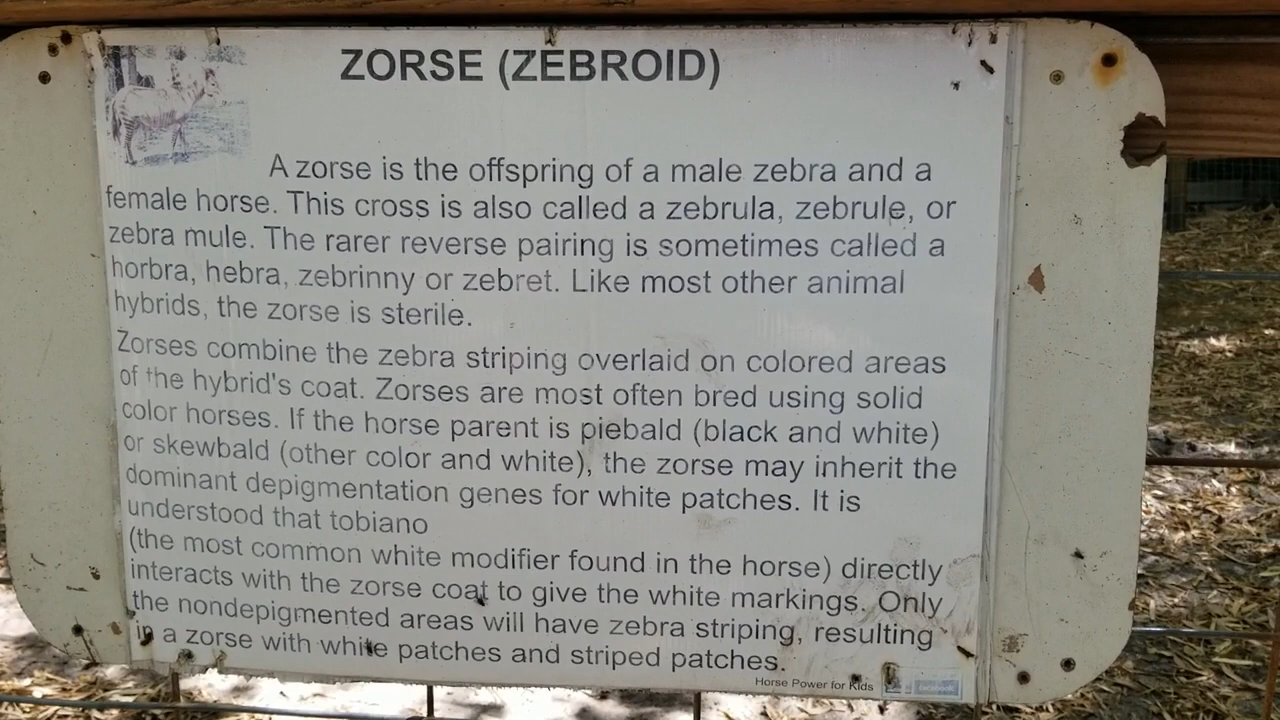 ZORSE (ZEBROID)
A zorse is the offspring of a male zebra and a
female horse. This cross is also called a zebrula, zebrule, or
zebra mule. The rarer reverse pairing is sometimes called a
horbra, hebra, zebrinny or zebret. Like most other animal
hybrids, the zorse is sterile.
Zorses combine the zebra striping overlaid on colored areas
of the hybrid's coat. Zorses are most often bred using solid
color horses. If the horse parent is piebald (black and white)
or skewbald (other color and white), the zorse may inherit the
dominant depigmentation genes for white patches. It is
understood that tobiano
(the most common white modifier found in the horse) directly
interacts with the zorse coat to give the white markings. Only
the nondepigmented areas will have zebra striping, resulting
in a zorse with white patches and striped patches.
Horse Power for Kids